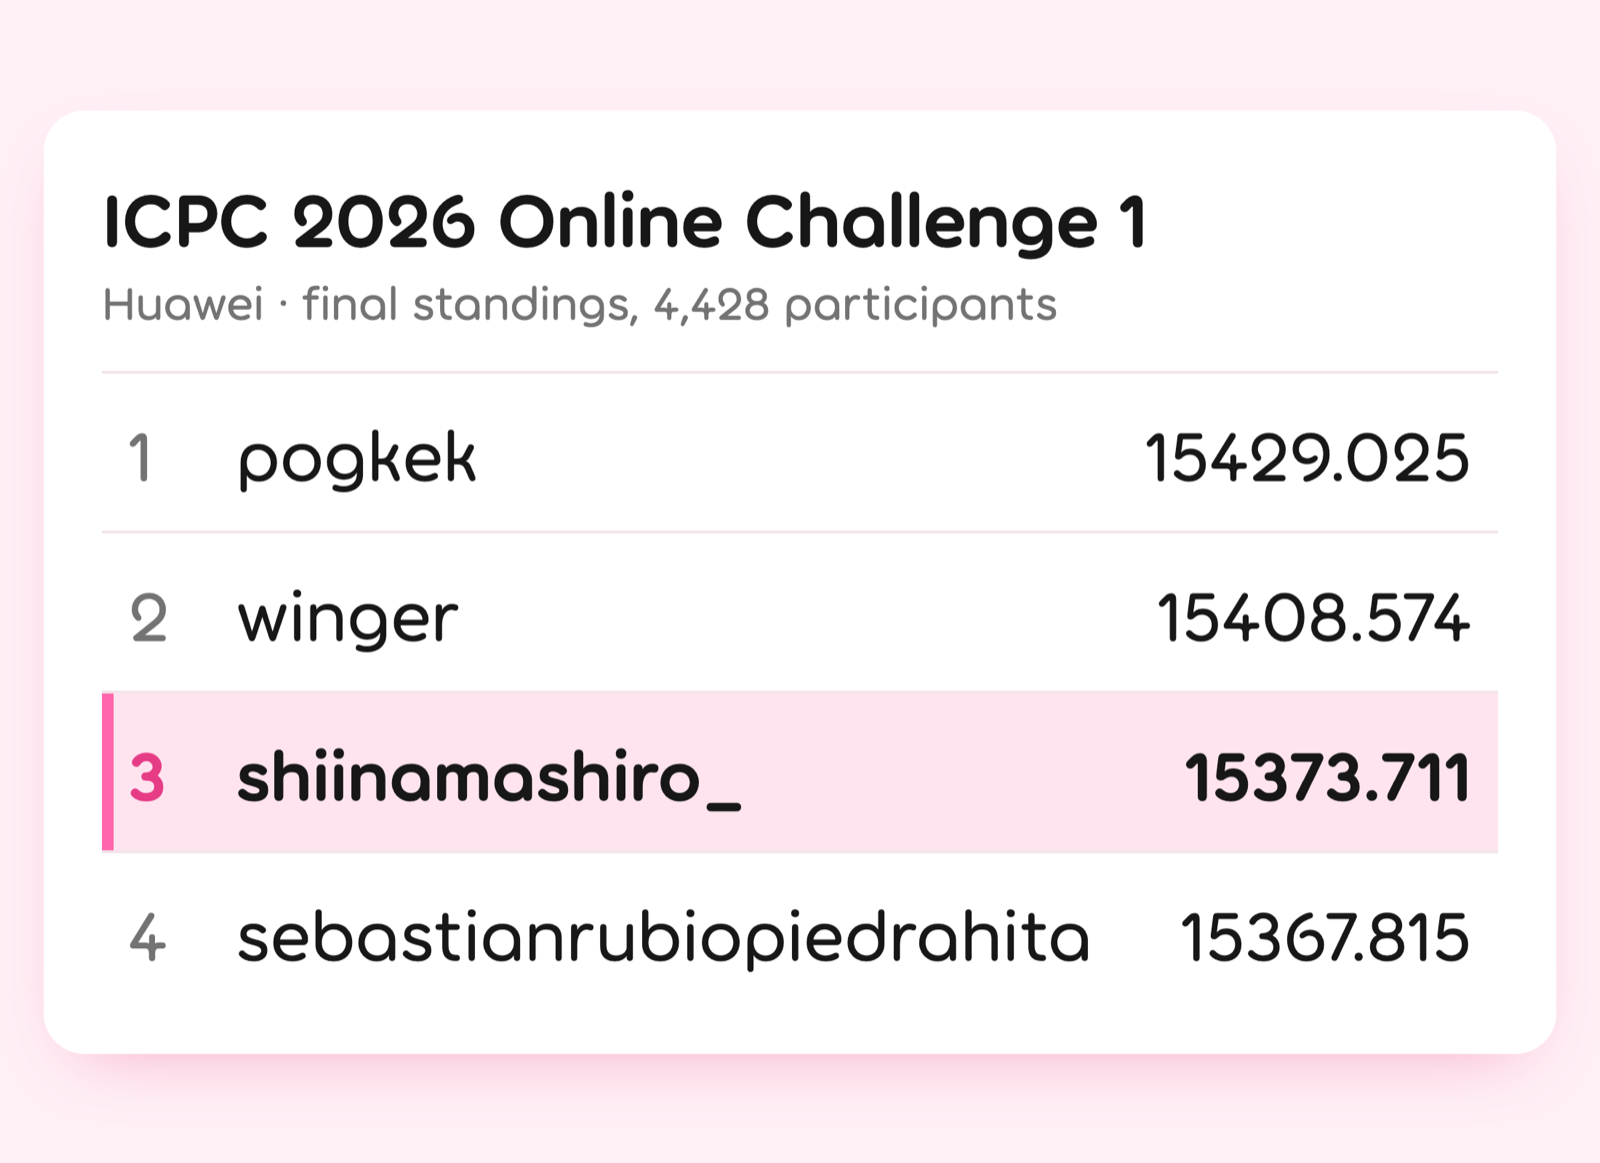 ICPC 2026 Online Challenge 1
Huawei · final standings, 4,428 participants
1 pogkek 15429.025
2 winger 15408.574
3 shiinamashiro_ 15373.711
4 sebastianrubiopiedrahita 15367.815